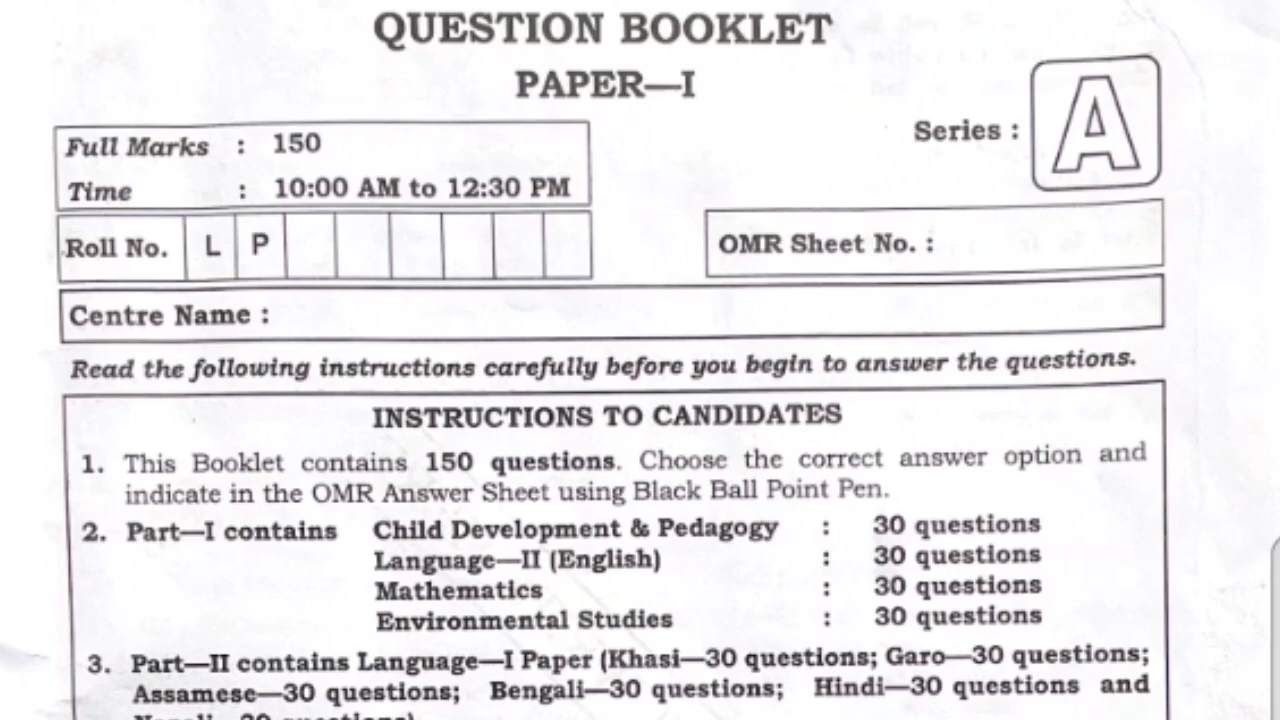 QUESTION BOOKLET
PAPER—I
Series : A
Full Marks : 150
Time : 10:00 AM to 12:30 PM
Roll No. L P
OMR Sheet No. :
Centre Name :
Read the following instructions carefully before you begin to answer the questions.
INSTRUCTIONS TO CANDIDATES
1. This Booklet contains 150 questions. Choose the correct answer option and
indicate in the OMR Answer Sheet using Black Ball Point Pen.
2. Part—I contains Child Development & Pedagogy : 30 questions
Language—II (English) : 30 questions
Mathematics : 30 questions
Environmental Studies : 30 questions
3. Part—II contains Language—I Paper (Khasi—30 questions; Garo—30 questions;
Assamese—30 questions; Bengali—30 questions; Hindi—30 questions and
Nepali—30 questions)